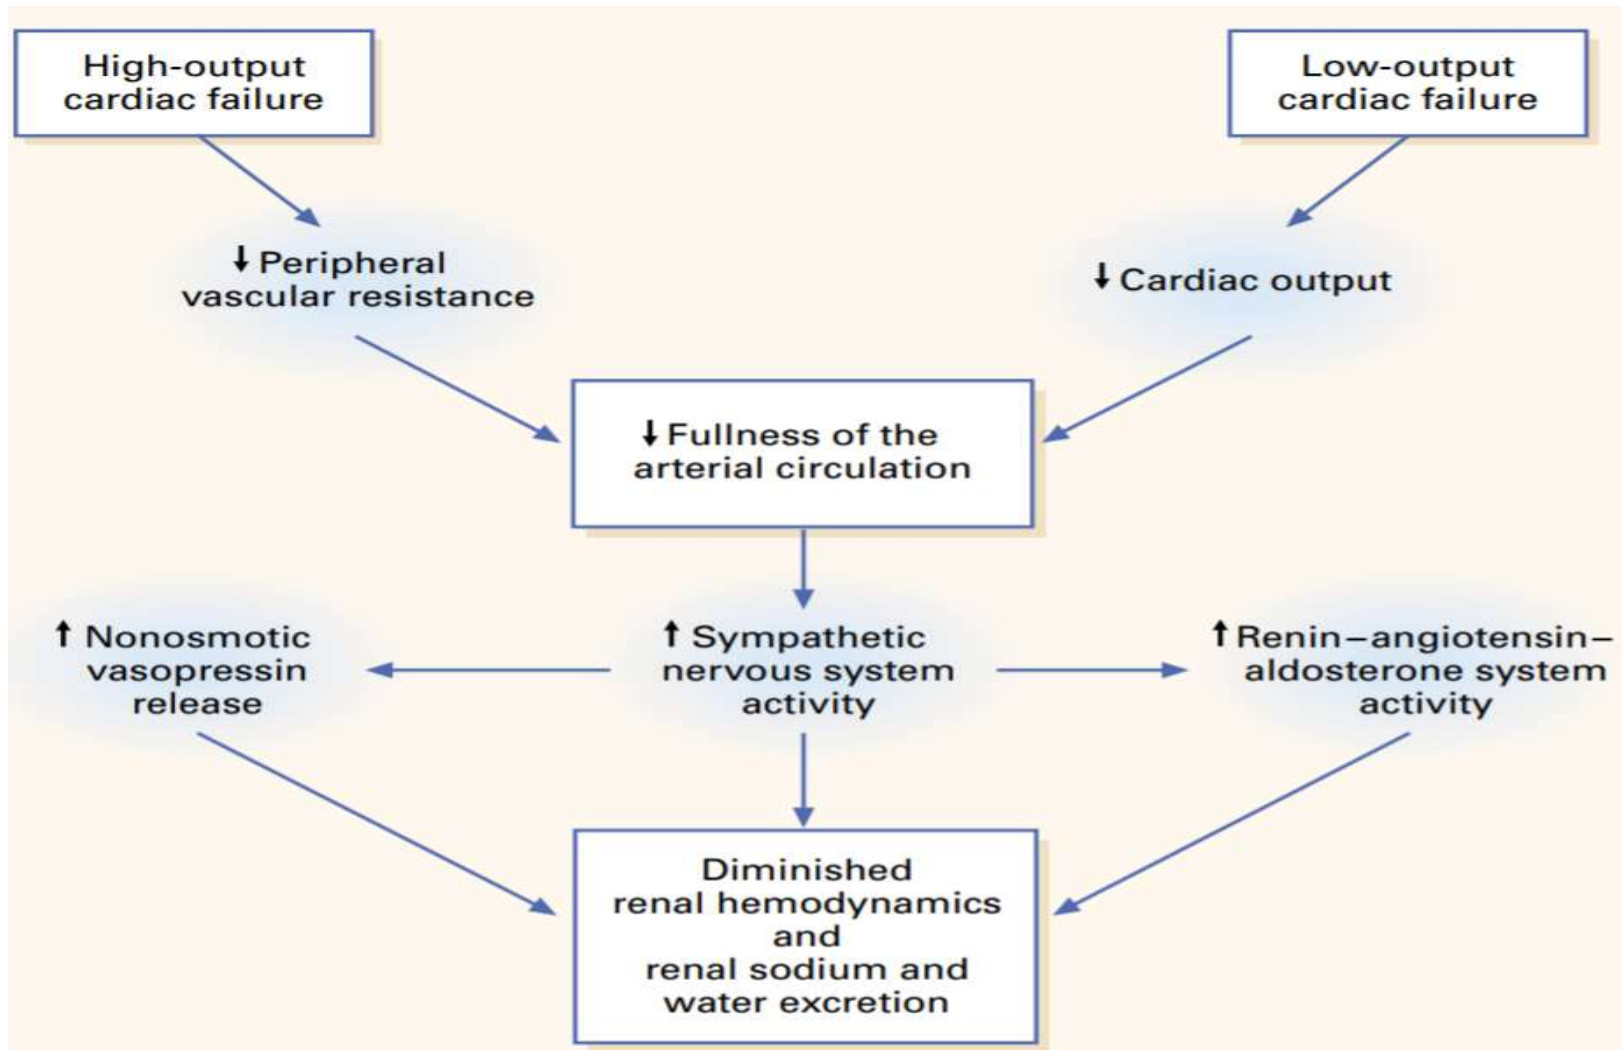 High-output
cardiac failure
Low-output
cardiac failure
↓ Peripheral
vascular resistance
↓ Cardiac output
↓ Fullness of the
arterial circulation
↑ Nonosmotic
vasopressin
release
↑ Sympathetic
nervous system
activity
↑ Renin–angiotensin–
aldosterone system
activity
Diminished
renal hemodynamics
and
renal sodium and
water excretion